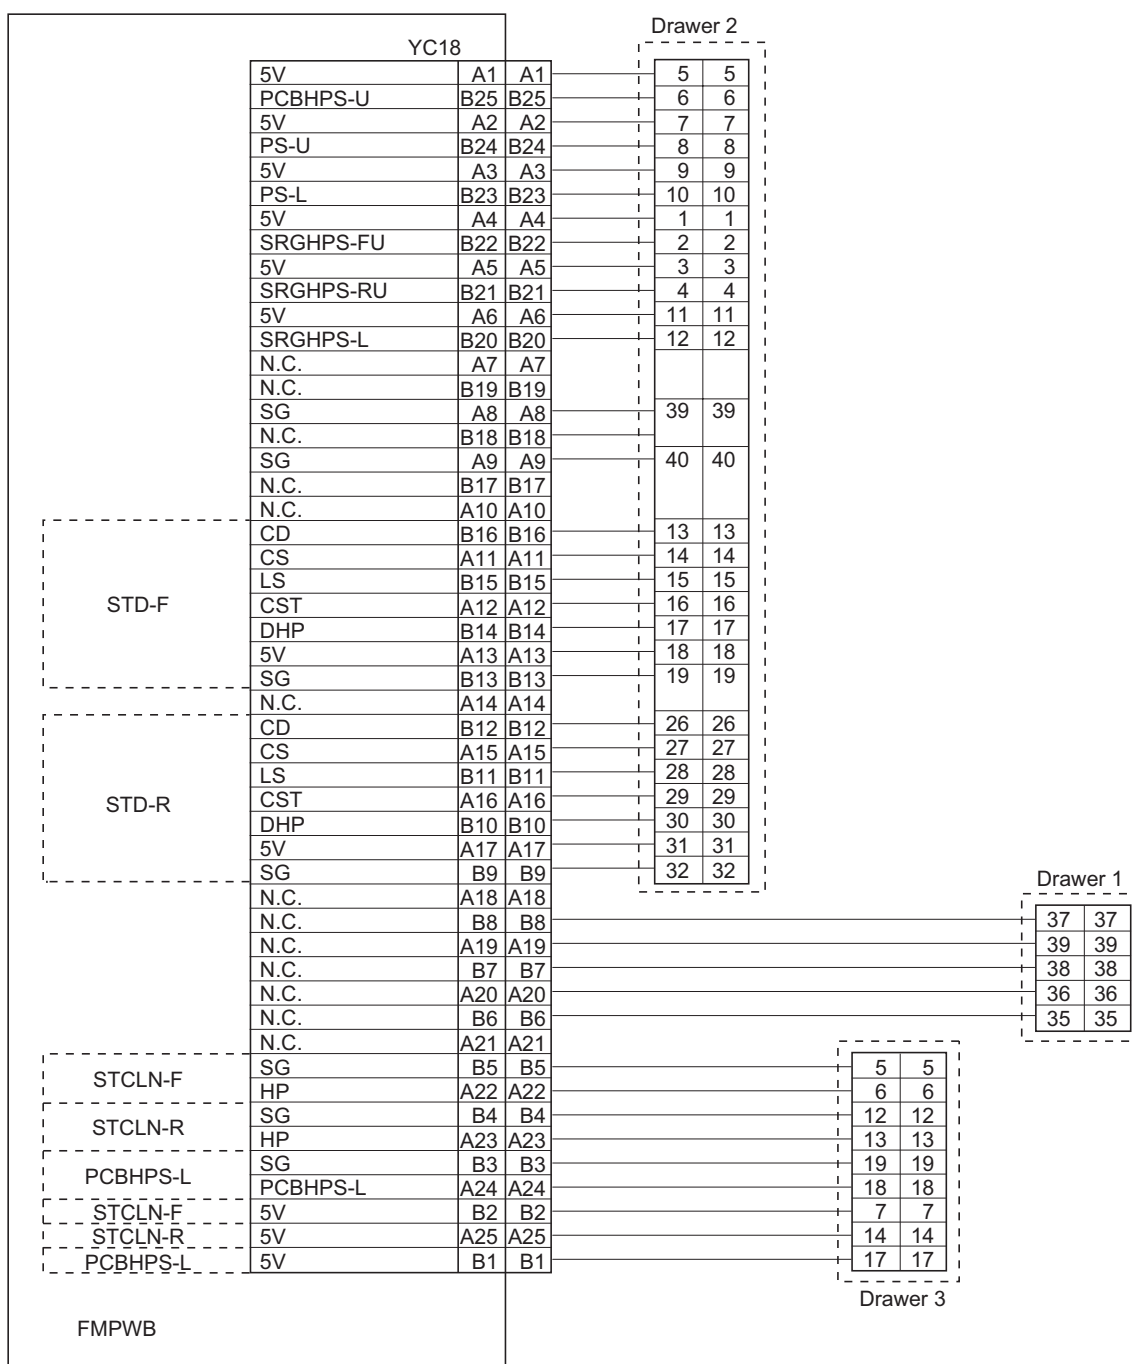 Drawer 2
YC18
5V A1 A1 5 5
PCBHPS-U B25 B25 6 6
5V A2 A2 7 7
PS-U B24 B24 8 8
5V A3 A3 9 9
PS-L B23 B23 10 10
5V A4 A4 1 1
SRGHPS-FU B22 B22 2 2
5V A5 A5 3 3
SRGHPS-RU B21 B21 4 4
5V A6 A6 11 11
SRGHPS-L B20 B20 12 12
N.C. A7 A7
N.C. B19 B19
SG A8 A8 39 39
N.C. B18 B18
SG A9 A9 40 40
N.C. B17 B17
N.C. A10 A10
CD B16 B16 13 13
CS A11 A11 14 14
LS B15 B15 15 15
STD-F CST A12 A12 16 16
DHP B14 B14 17 17
5V A13 A13 18 18
SG B13 B13 19 19
N.C. A14 A14
CD B12 B12 26 26
CS A15 A15 27 27
LS B11 B11 28 28
STD-R CST A16 A16 29 29
DHP B10 B10 30 30
5V A17 A17 31 31
SG B9 B9 32 32
Drawer 1
N.C. A18 A18
N.C. B8 B8 37 37
N.C. A19 A19 39 39
N.C. B7 B7 38 38
N.C. A20 A20 36 36
N.C. B6 B6 35 35
N.C. A21 A21
STCLN-F
SG B5 B5 5 5
HP A22 A22 6 6
STCLN-R
SG B4 B4 12 12
HP A23 A23 13 13
PCBHPS-L
SG B3 B3 19 19
PCBHPS-L A24 A24 18 18
STCLN-F 5V B2 B2 7 7
STCLN-R 5V A25 A25 14 14
PCBHPS-L 5V B1 B1 17 17
Drawer 3
FMPWB